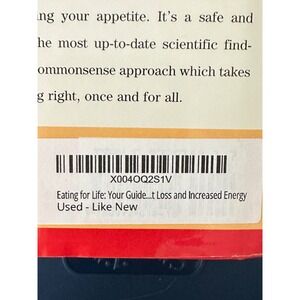 ng your appetite. It's a safe and
he most up-to-date scientific find-
ommonsense approach which takes
g right, once and for all.
X004OQ2S1V
Eating for Life: Your Guide...t Loss and Increased Energy
Used - Like New